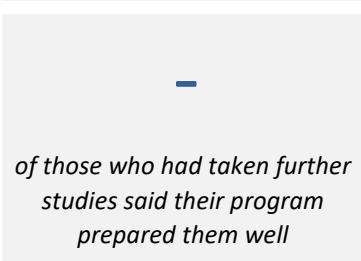 -
of those who had taken further
studies said their program
prepared them well